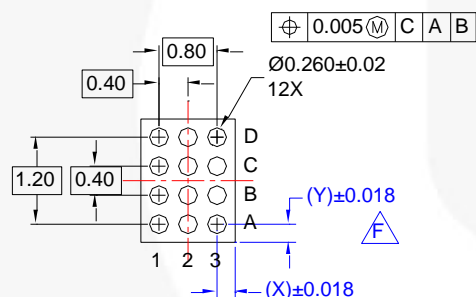 ⌖ 0.005 Ⓜ C A B
0.80
Ø0.260±0.02
12X
0.40
D
C
1.20 0.40
B
(Y)±0.018
A
F
1 2 3
(X)±0.018